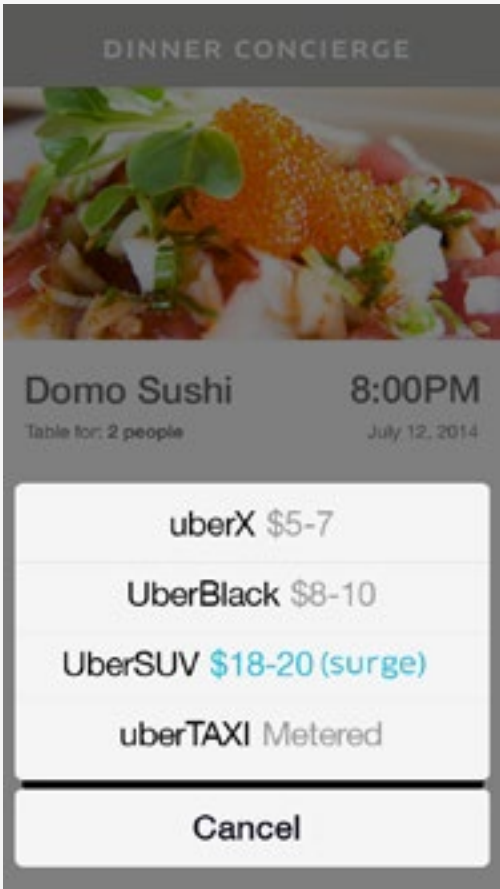 DINNER CONCIERGE
Domo Sushi 8:00PM
Table for: 2 people July 12, 2014
uberX $5-7
UberBlack $8-10
UberSUV $18-20 (surge)
uberTAXI Metered
Cancel